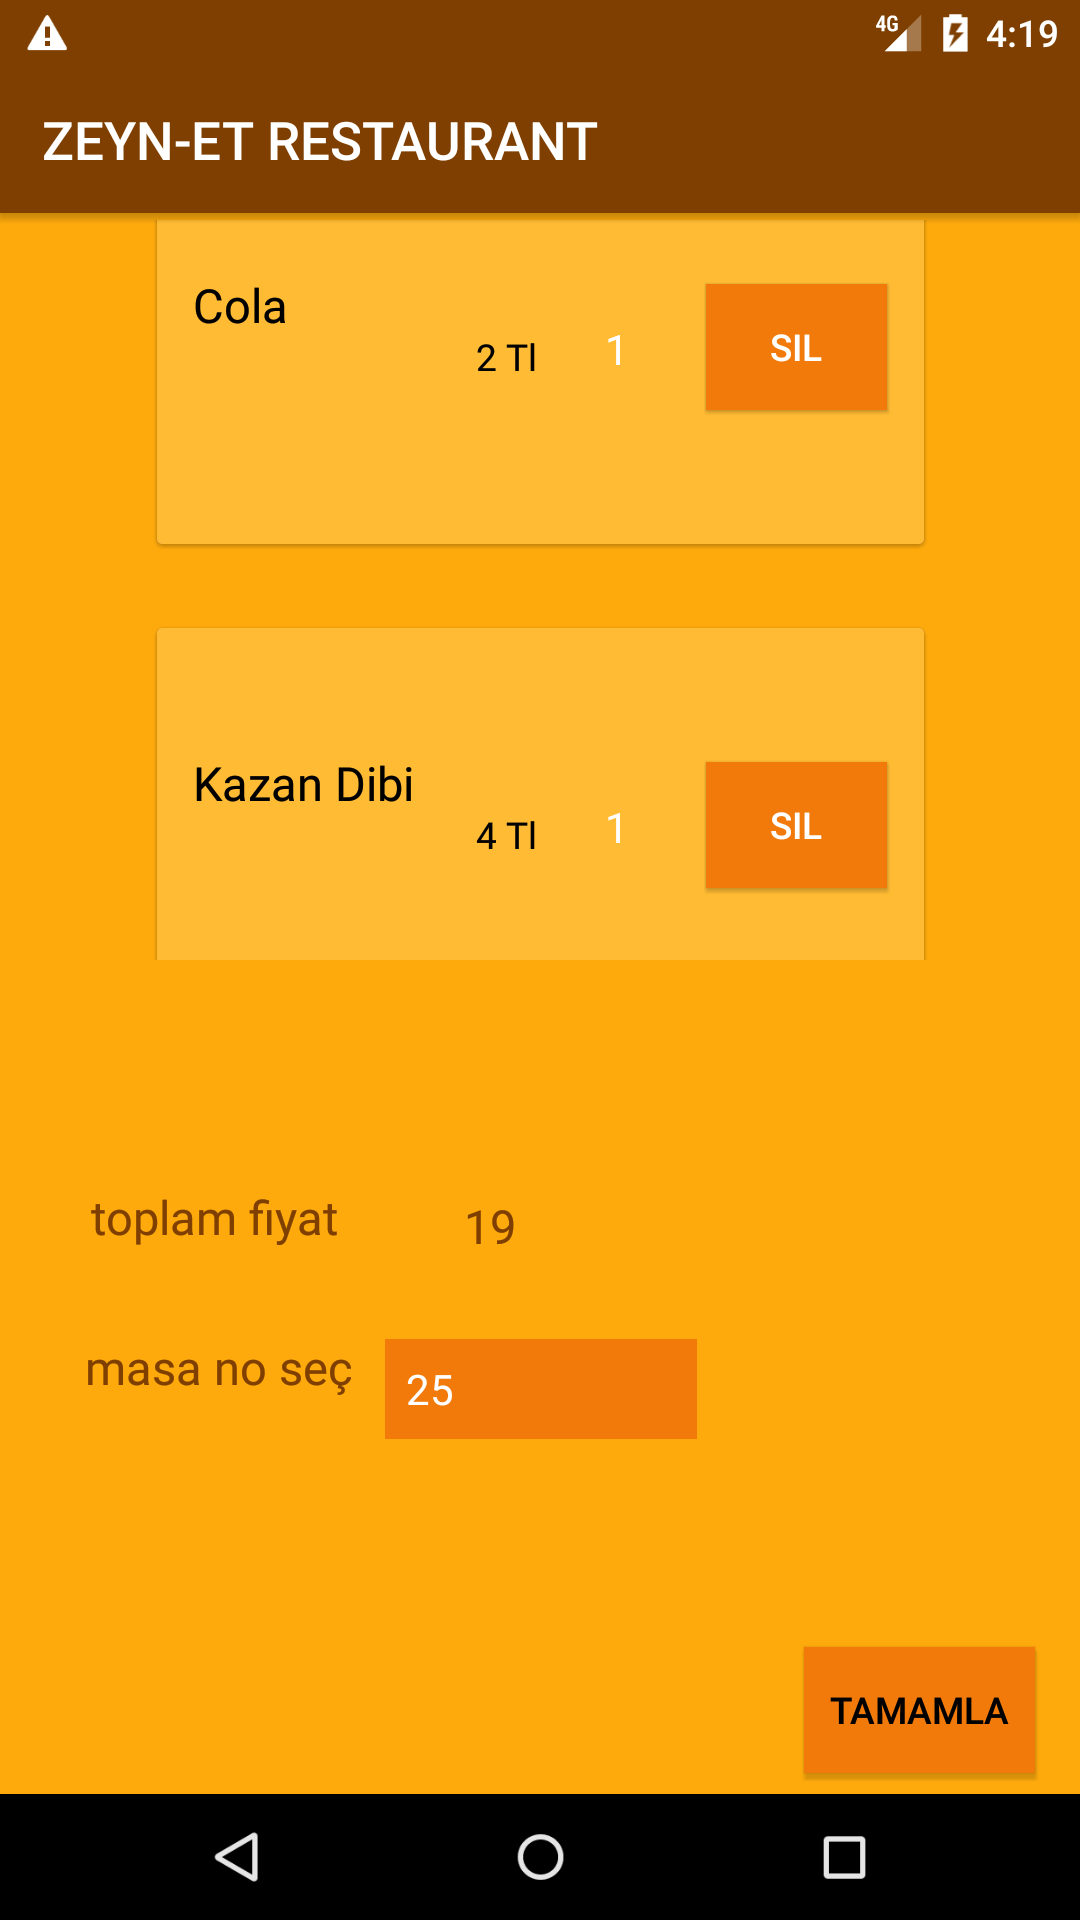 4G 4:19
ZEYN-ET RESTAURANT
Cola
2 Tl 1 SIL
Kazan Dibi
4 Tl 1 SIL
toplam fiyat 19
masa no seç 25
TAMAMLA